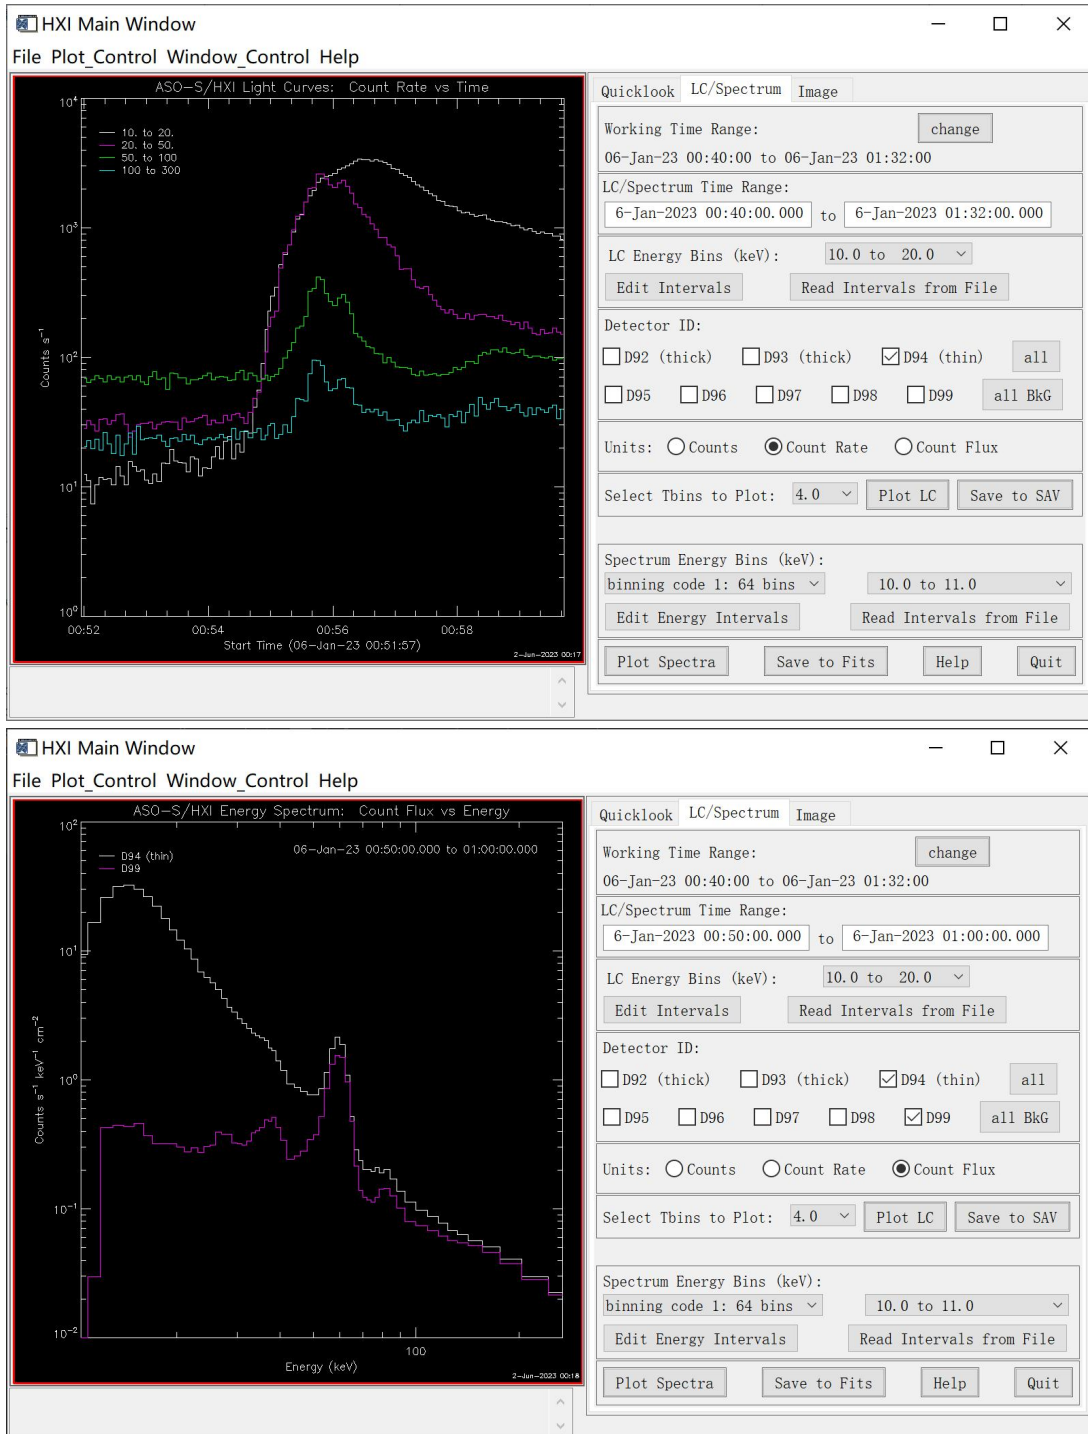 HXI Main Window
File Plot_Control Window_Control Help
ASO-S/HXI Light Curves: Count Rate vs Time
10. to 20.
20. to 50.
50. to 100
100 to 300
10⁴
10³
10²
10¹
10⁰
Counts s⁻¹
00:52 00:54 00:56 00:58
Start Time (06-Jan-23 00:51:57)
2-Jun-2023 00:17
Quicklook LC/Spectrum Image
Working Time Range: change
06-Jan-23 00:40:00 to 06-Jan-23 01:32:00
LC/Spectrum Time Range:
6-Jan-2023 00:40:00.000 to 6-Jan-2023 01:32:00.000
LC Energy Bins (keV): 10.0 to 20.0
Edit Intervals Read Intervals from File
Detector ID:
D92 (thick) D93 (thick) D94 (thin) all
D95 D96 D97 D98 D99 all BkG
Units: Counts Count Rate Count Flux
Select Tbins to Plot: 4.0 Plot LC Save to SAV
Spectrum Energy Bins (keV):
binning code 1: 64 bins 10.0 to 11.0
Edit Energy Intervals Read Intervals from File
Plot Spectra Save to Fits Help Quit
HXI Main Window
File Plot_Control Window_Control Help
ASO-S/HXI Energy Spectrum: Count Flux vs Energy
06-Jan-23 00:50:00.000 to 01:00:00.000
D94 (thin)
D99
10²
10¹
10⁰
10⁻¹
10⁻²
Counts s⁻¹ keV⁻¹ cm⁻²
100
Energy (keV)
2-Jun-2023 00:18
Quicklook LC/Spectrum Image
Working Time Range: change
06-Jan-23 00:40:00 to 06-Jan-23 01:32:00
LC/Spectrum Time Range:
6-Jan-2023 00:50:00.000 to 6-Jan-2023 01:00:00.000
LC Energy Bins (keV): 10.0 to 20.0
Edit Intervals Read Intervals from File
Detector ID:
D92 (thick) D93 (thick) D94 (thin) all
D95 D96 D97 D98 D99 all BkG
Units: Counts Count Rate Count Flux
Select Tbins to Plot: 4.0 Plot LC Save to SAV
Spectrum Energy Bins (keV):
binning code 1: 64 bins 10.0 to 11.0
Edit Energy Intervals Read Intervals from File
Plot Spectra Save to Fits Help Quit